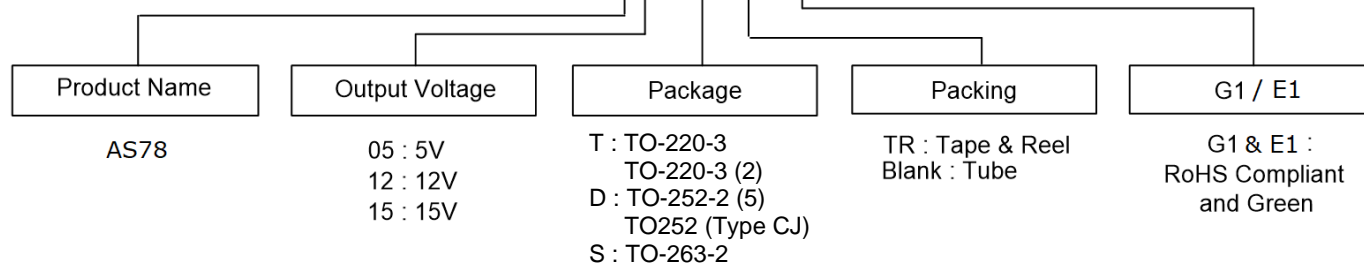 Product Name
Output Voltage
Package
Packing
G1 / E1
AS78
05 : 5V
12 : 12V
15 : 15V
T : TO-220-3
TO-220-3 (2)
D : TO-252-2 (5)
TO252 (Type CJ)
S : TO-263-2
TR : Tape & Reel
Blank : Tube
G1 & E1 :
RoHS Compliant
and Green